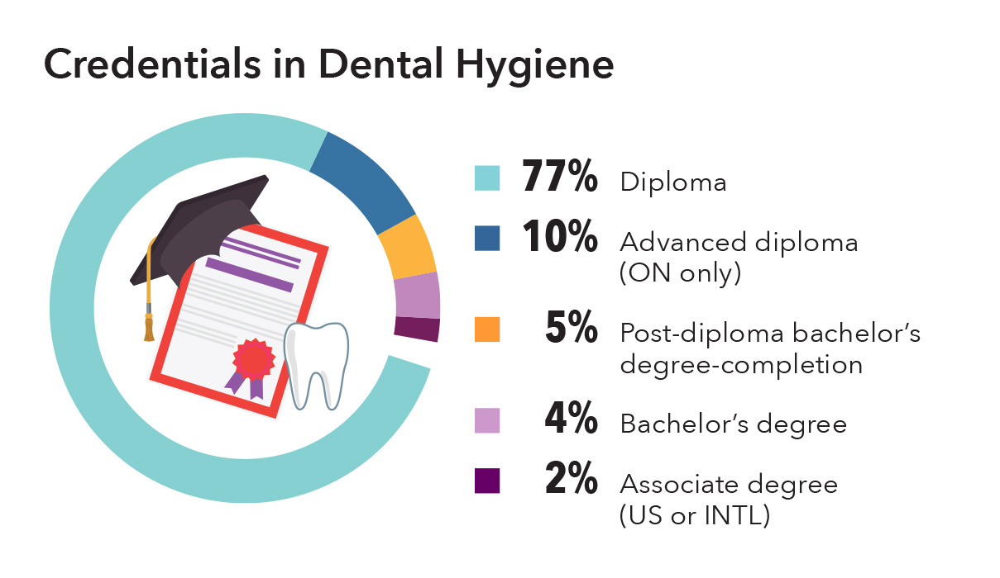 Credentials in Dental Hygiene
77% Diploma
10% Advanced diploma
(ON only)
5% Post-diploma bachelor’s
degree-completion
4% Bachelor’s degree
2% Associate degree
(US or INTL)